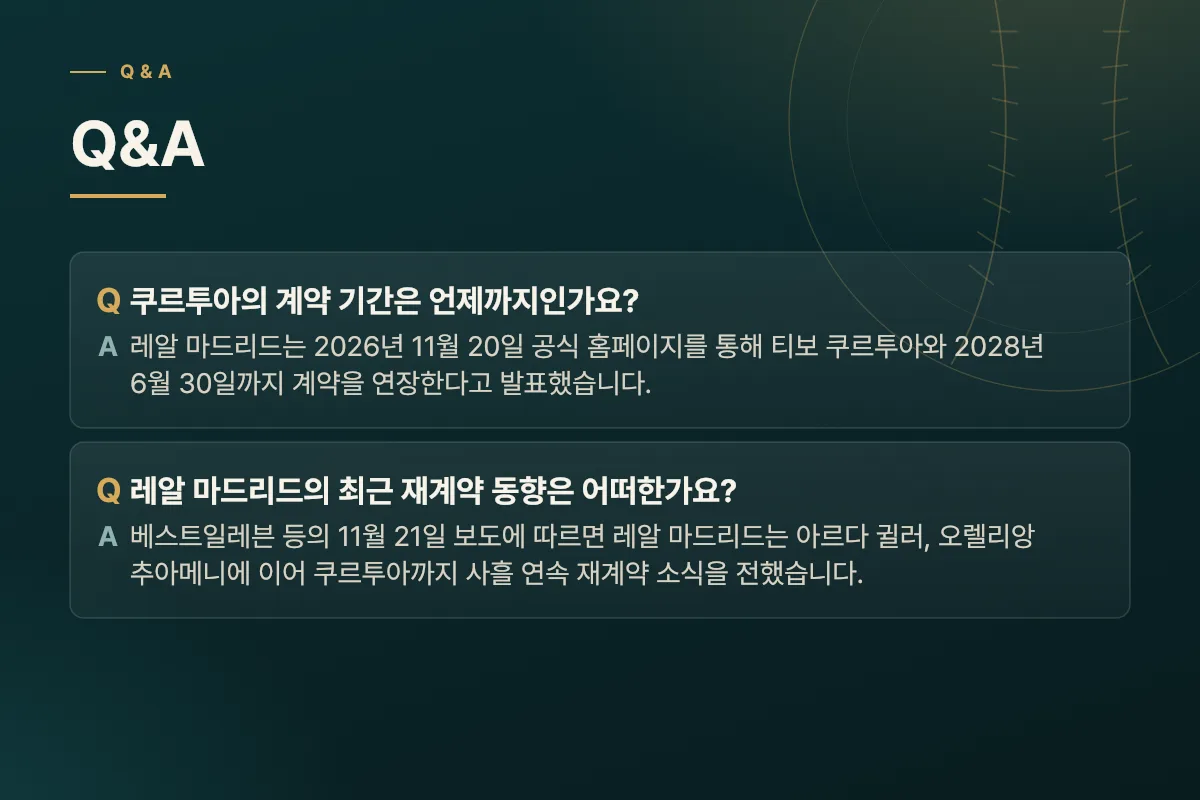 Q & A
Q&A
Q 쿠르투아의 계약 기간은 언제까지인가요?
A 레알 마드리드는 2026년 11월 20일 공식 홈페이지를 통해 티보 쿠르투아와 2028년
6월 30일까지 계약을 연장한다고 발표했습니다.
Q 레알 마드리드의 최근 재계약 동향은 어떠한가요?
A 베스트일레븐 등의 11월 21일 보도에 따르면 레알 마드리드는 아르다 귈러, 오렐리앙
추아메니에 이어 쿠르투아까지 사흘 연속 재계약 소식을 전했습니다.